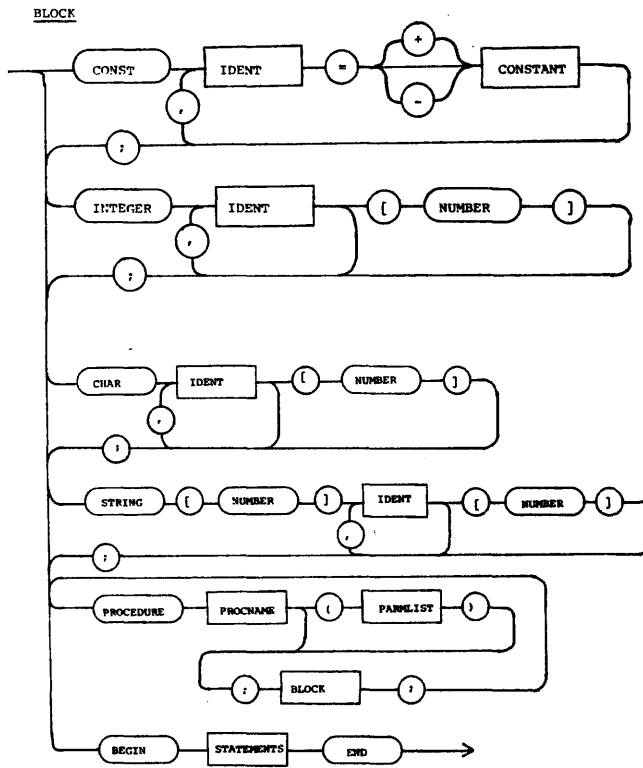 BLOCK
CONST IDENT = + - CONSTANT
,
;
INTEGER IDENT [ NUMBER ]
,
;
CHAR IDENT [ NUMBER ]
,
;
STRING [ NUMBER ] IDENT [ NUMBER ]
,
;
PROCEDURE PROCNAME ( PARMLIST )
; BLOCK ;
BEGIN STATEMENTS END